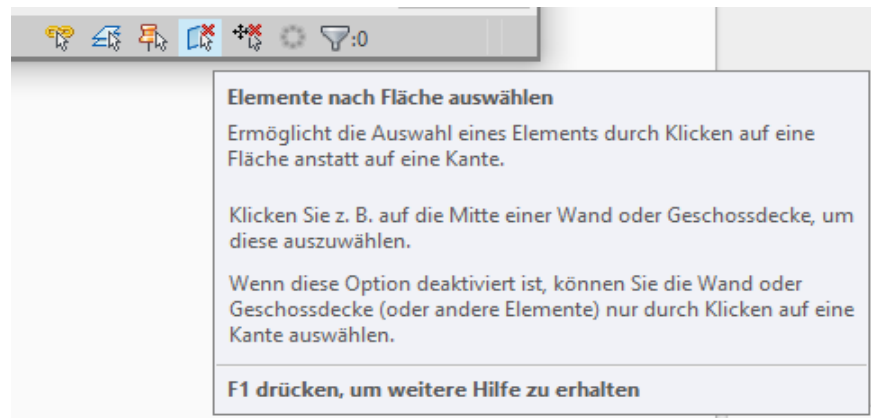 :0
Elemente nach Fläche auswählen
Ermöglicht die Auswahl eines Elements durch Klicken auf eine
Fläche anstatt auf eine Kante.
Klicken Sie z. B. auf die Mitte einer Wand oder Geschossdecke, um
diese auszuwählen.
Wenn diese Option deaktiviert ist, können Sie die Wand oder
Geschossdecke (oder andere Elemente) nur durch Klicken auf eine
Kante auswählen.
F1 drücken, um weitere Hilfe zu erhalten